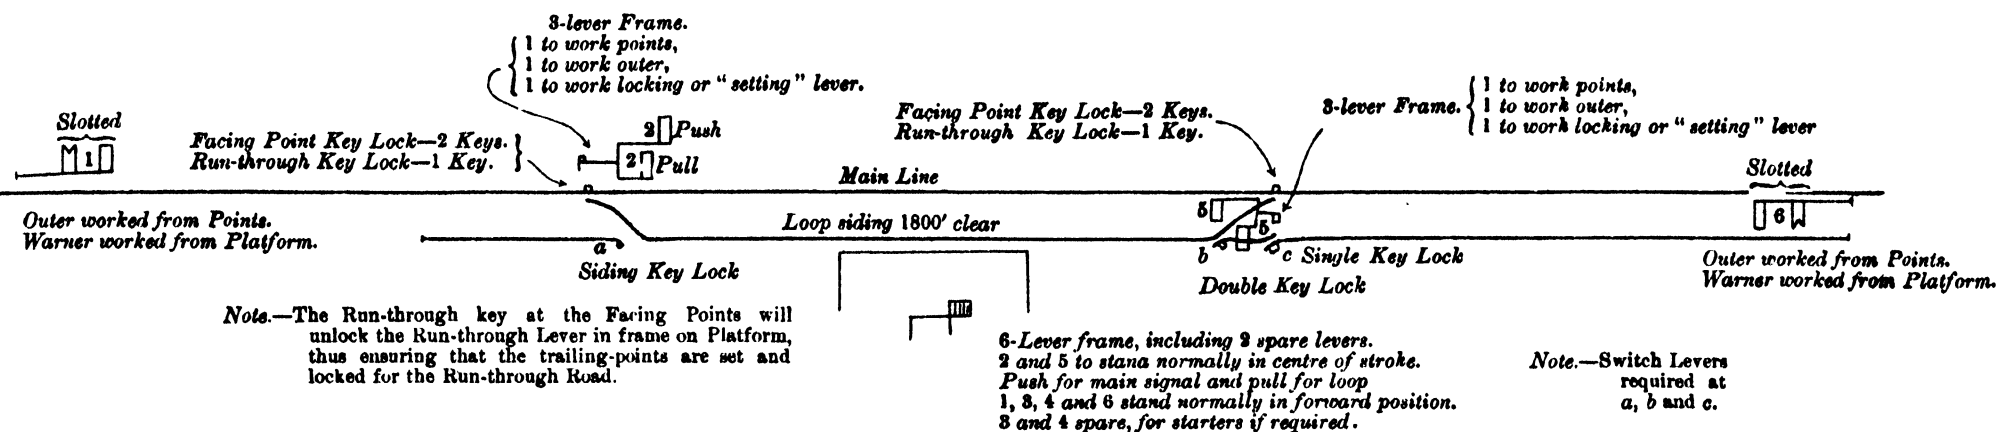 3-lever Frame.
1 to work points,
1 to work outer,
1 to work locking or "setting" lever.
Slotted
M 1
Facing Point Key Lock—2 Keys.
Run-through Key Lock—1 Key.
2 Push
2 Pull
Facing Point Key Lock—2 Keys.
Run-through Key Lock—1 Key.
3-lever Frame.
1 to work points,
1 to work outer,
1 to work locking or "setting" lever
Slotted
6
Main Line
Outer worked from Points.
Warner worked from Platform.
Loop siding 1800' clear
5
5
a
Siding Key Lock
b
c Single Key Lock
Double Key Lock
Outer worked from Points.
Warner worked from Platform.
Note.—The Run-through key at the Facing Points will
unlock the Run-through Lever in frame on Platform,
thus ensuring that the trailing-points are set and
locked for the Run-through Road.
6-Lever frame, including 2 spare levers.
2 and 5 to stana normally in centre of stroke.
Push for main signal and pull for loop
1, 3, 4 and 6 stand normally in forward position.
3 and 4 spare, for starters if required.
Note.—Switch Levers
required at
a, b and c.